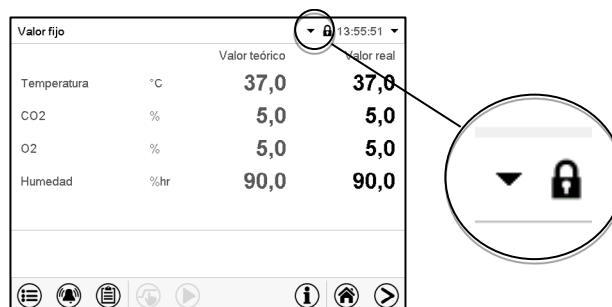 Valor fijo 13:55:51
Valor teórico Valor real
Temperatura °C 37,0 37,0
CO2 % 5,0 5,0
O2 % 5,0 5,0
Humedad %hr 90,0 90,0